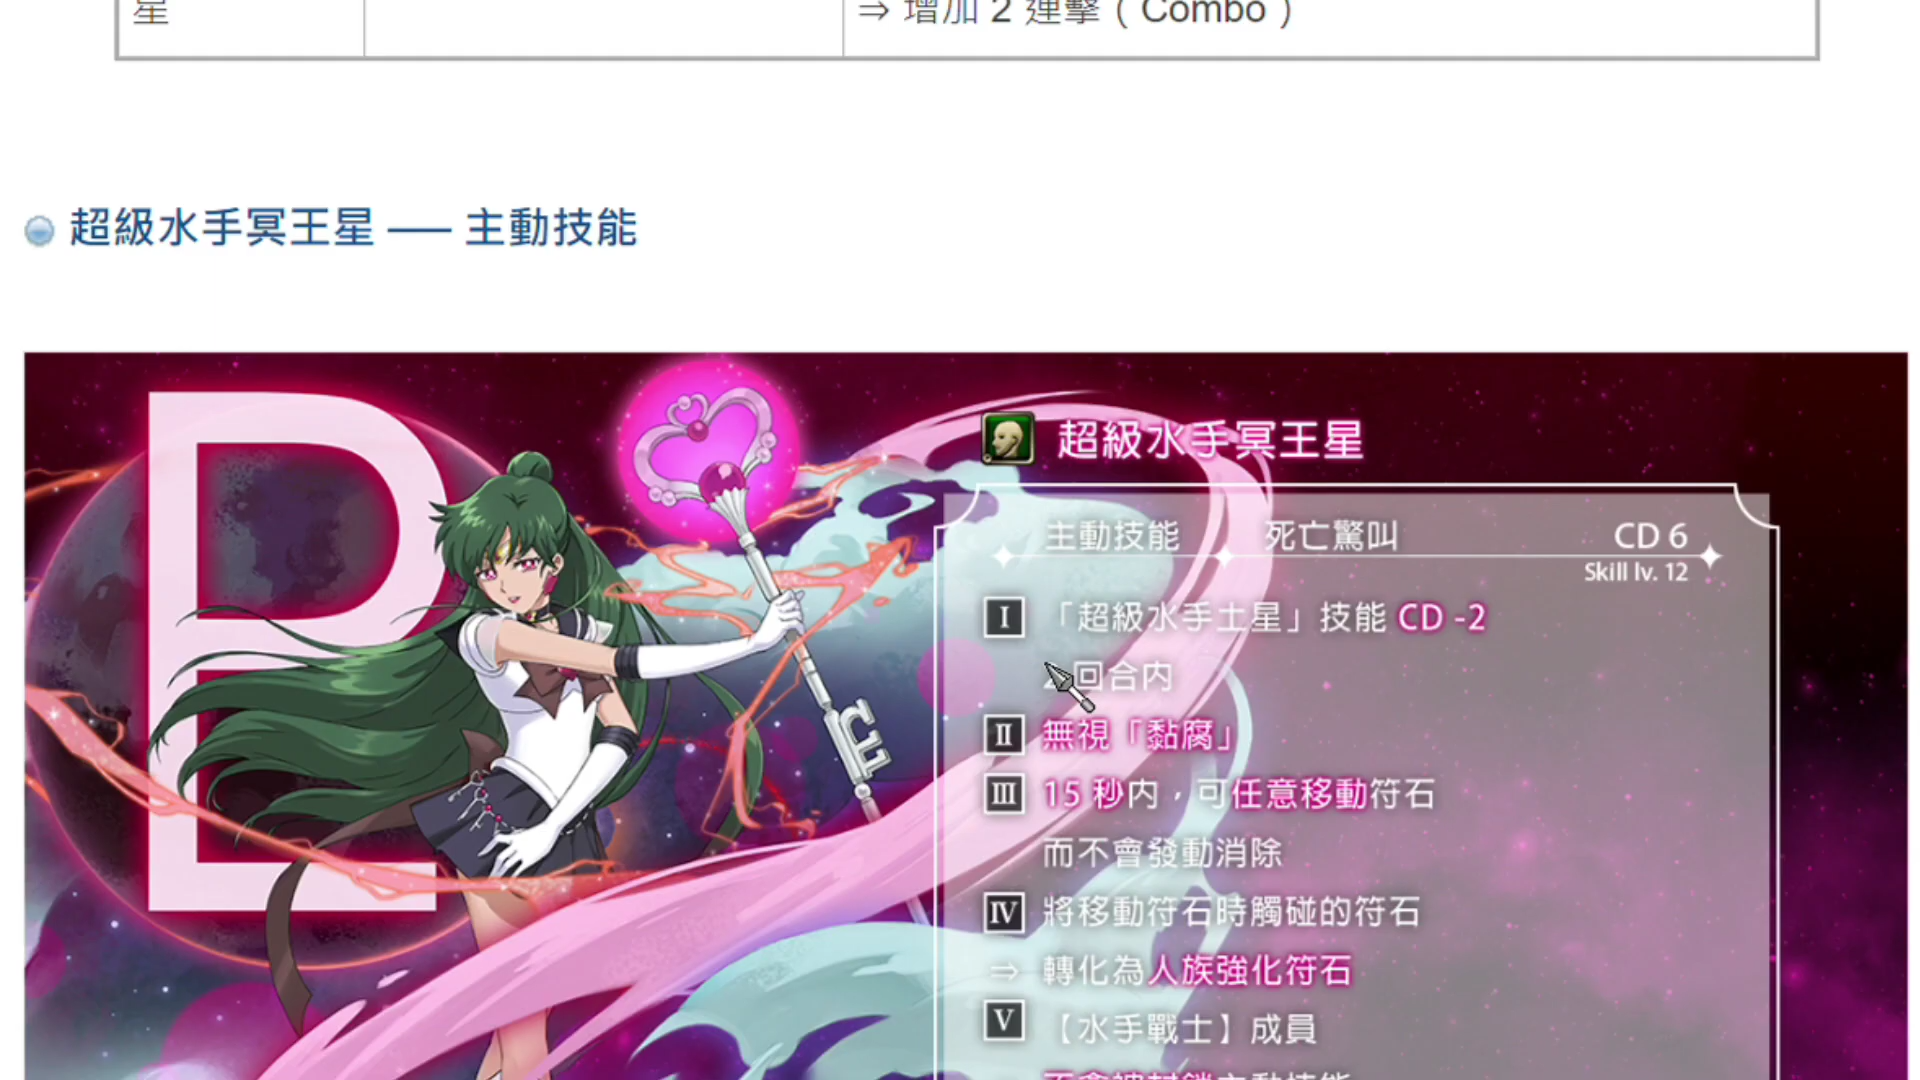 星
⇒ 增加 2 連擊（Combo）
超級水手冥王星 —— 主動技能
PL
超級水手冥王星
主動技能 死亡驚叫 CD 6
Skill lv. 12
I 「超級水手土星」技能 CD -2
回合內
II 無視「黏腐」
III 15 秒內，可任意移動符石
而不會發動消除
IV 將移動符石時觸碰的符石
⇒ 轉化為人族強化符石
V 【水手戰士】成員